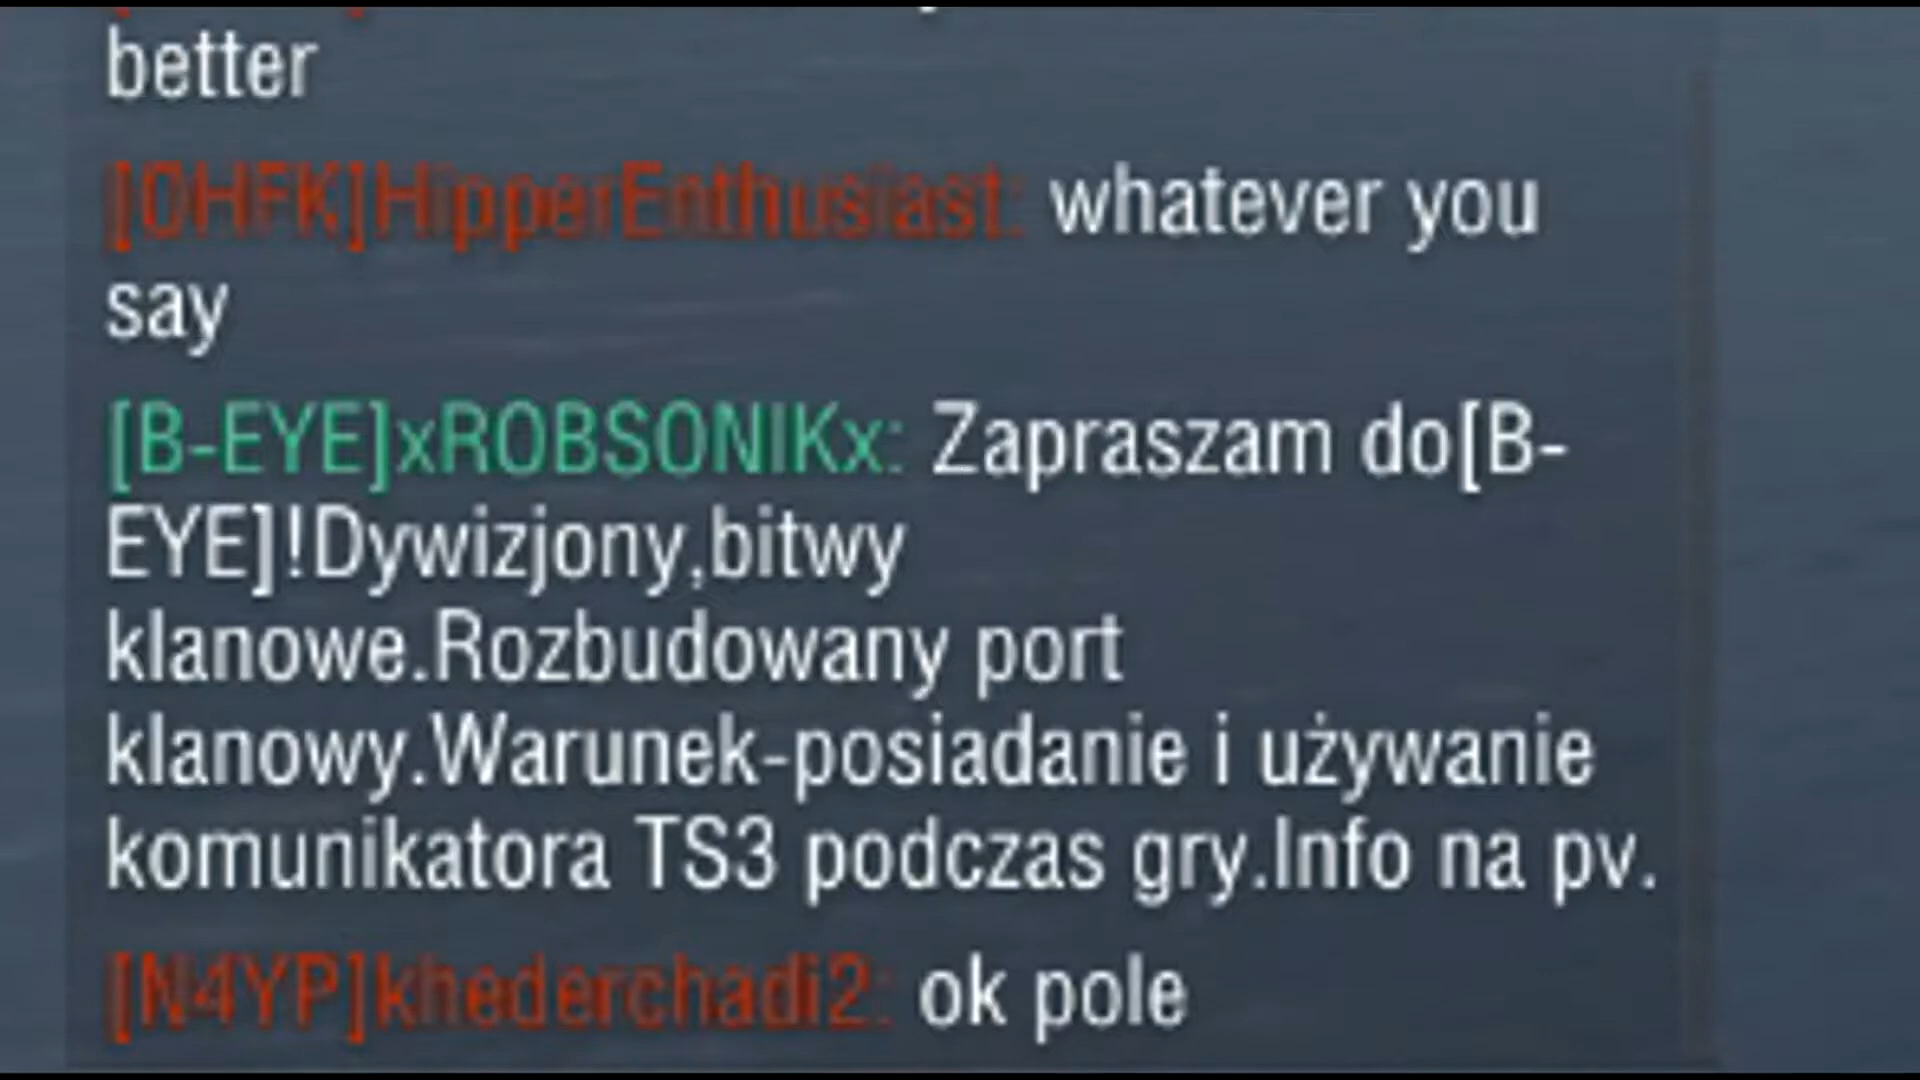 better
[OHFK]HipperEnthusiast: whatever you
say
[B-EYE]xROBSONIKx: Zapraszam do[B-
EYE]!Dywizjony,bitwy
klanowe.Rozbudowany port
klanowy.Warunek-posiadanie i używanie
komunikatora TS3 podczas gry.Info na pv.
[N4YP]khederchadi2: ok pole